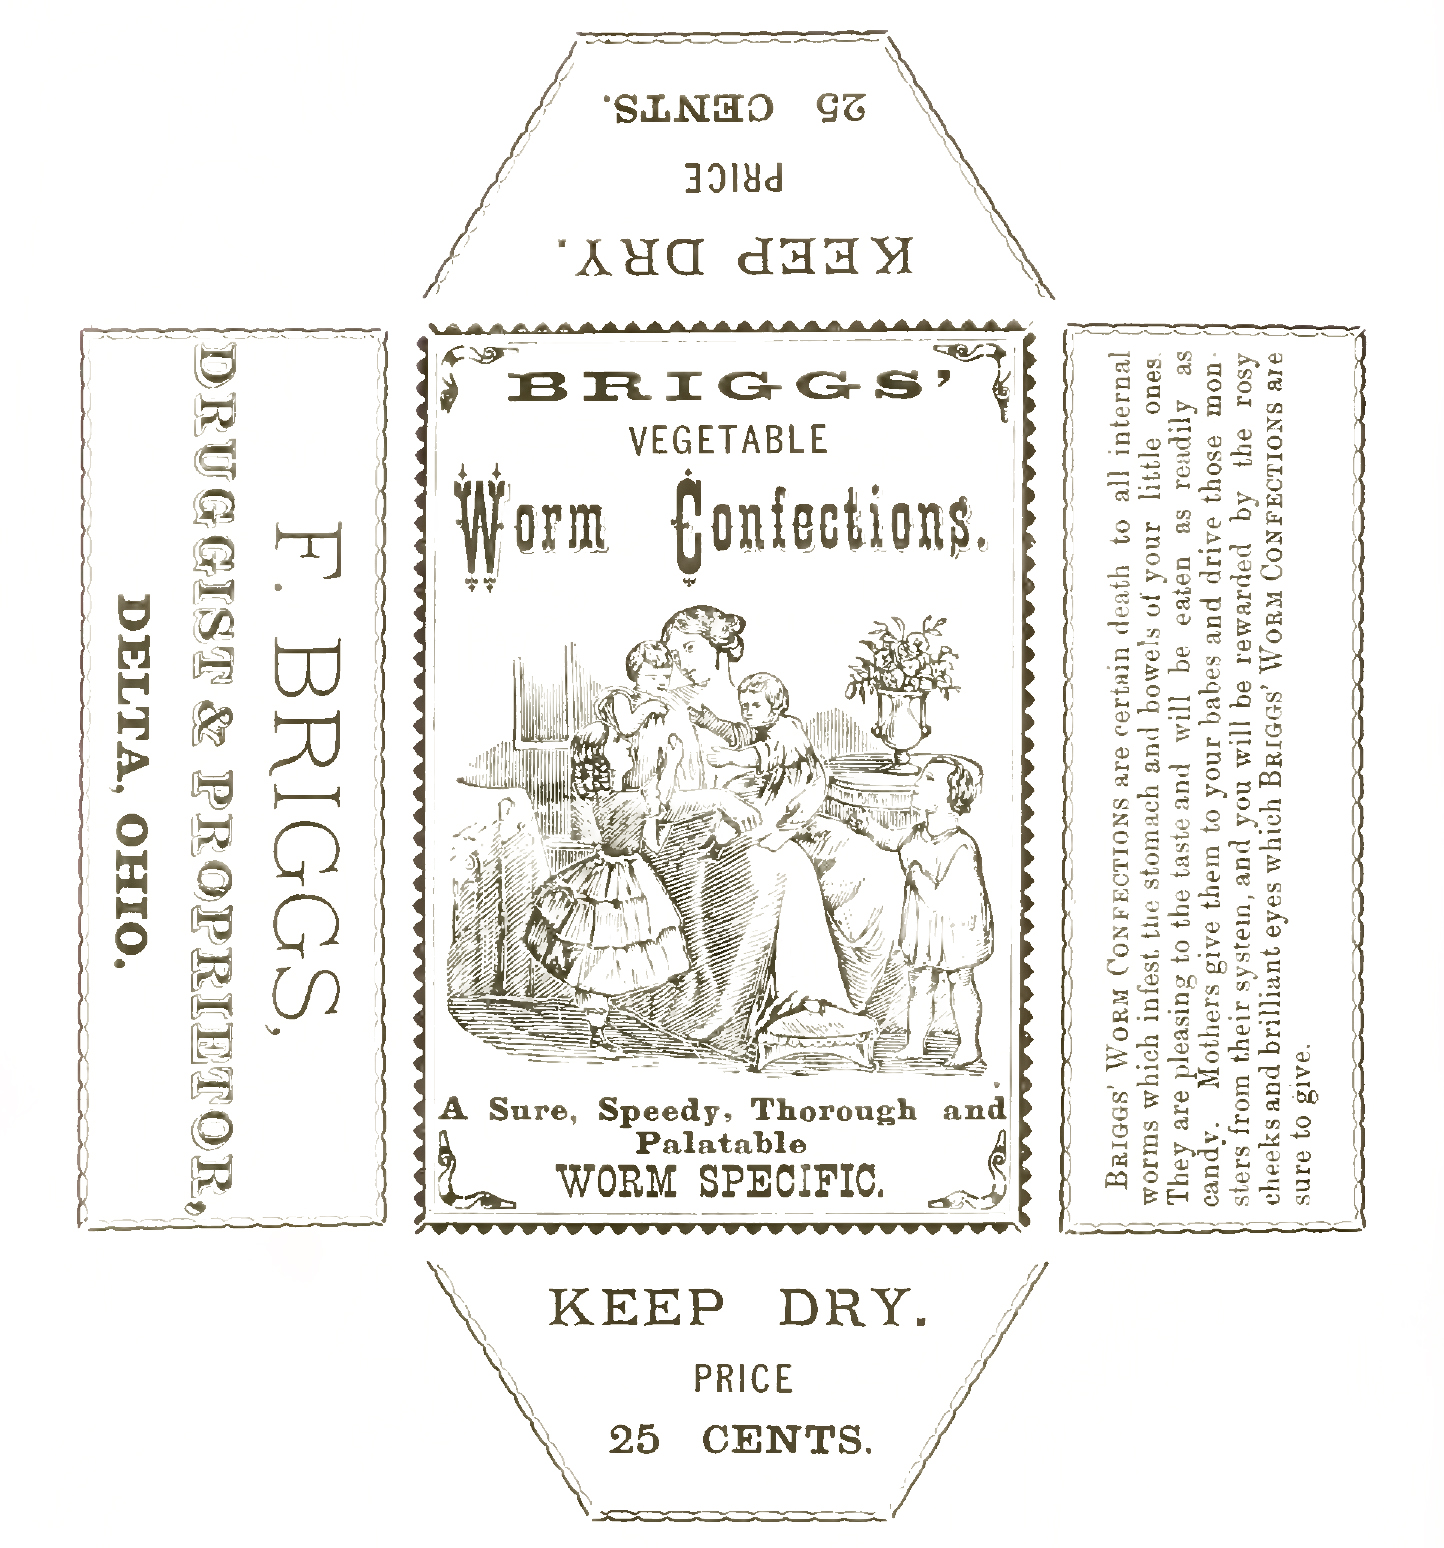 25 CENTS.
PRICE
KEEP DRY.
F. BRIGGS,
DRUGGIST & PROPRIETOR,
DELTA, OHIO.
BRIGGS'
VEGETABLE
Worm Confections.
A Sure, Speedy, Thorough and
Palatable
WORM SPECIFIC.
BRIGGS' WORM CONFECTIONS are certain death to all internal
worms which infest the stomach and bowels of your little ones.
They are pleasing to the taste and will be eaten as readily as
candy. Mothers give them to your babes and drive those mon-
sters from their system, and you will be rewarded by the rosy
cheeks and brilliant eyes which BRIGGS' WORM CONFECTIONS are
sure to give.
KEEP DRY.
PRICE
25 CENTS.